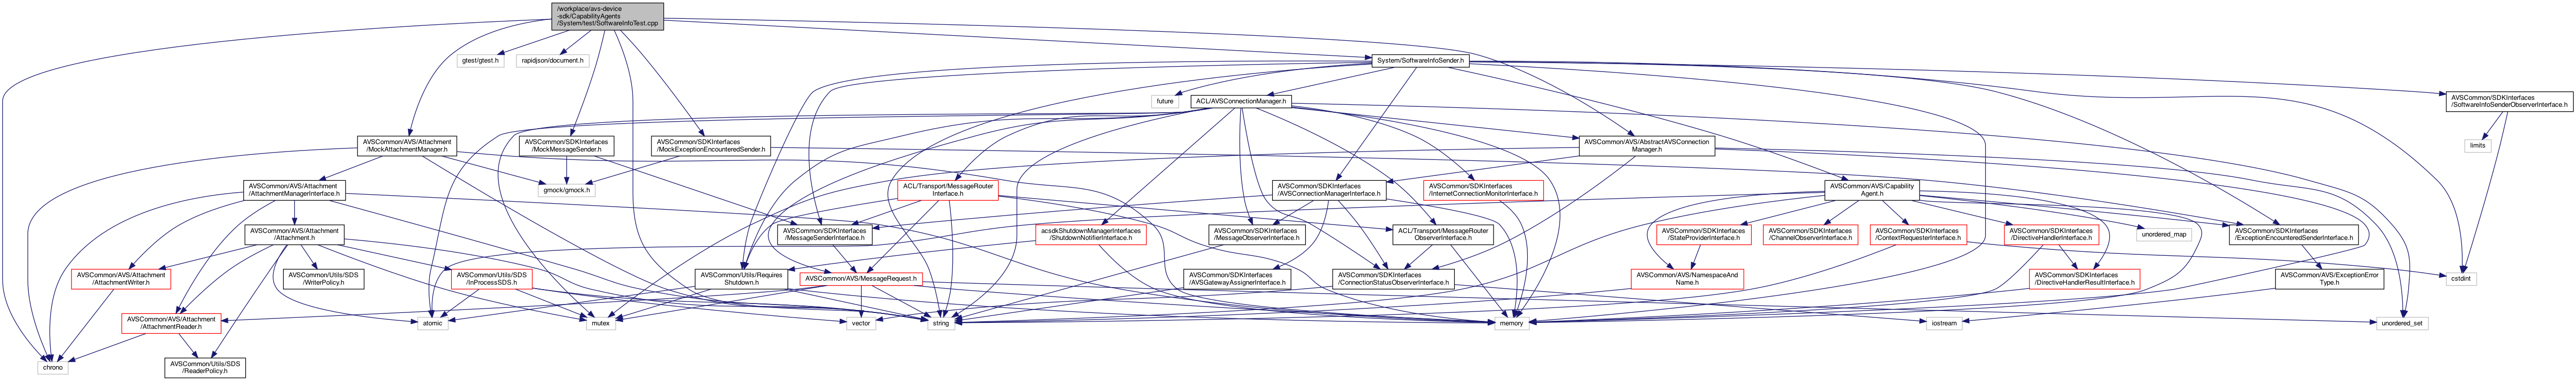 /workplace/avs-device
-sdk/CapabilityAgents
/System/test/SoftwareInfoTest.cpp
gtest/gtest.h
rapidjson/document.h
System/SoftwareInfoSender.h
future
ACL/AVSConnectionManager.h
AVSCommon/SDKInterfaces
/SoftwareInfoSenderObserverInterface.h
AVSCommon/AVS/Attachment
/MockAttachmentManager.h
AVSCommon/SDKInterfaces
/MockMessageSender.h
AVSCommon/SDKInterfaces
/MockExceptionEncounteredSender.h
AVSCommon/AVS/AbstractAVSConnection
Manager.h
limits
AVSCommon/AVS/Attachment
/AttachmentManagerInterface.h
gmock/gmock.h
ACL/Transport/MessageRouter
Interface.h
AVSCommon/SDKInterfaces
/InternetConnectionMonitorInterface.h
AVSCommon/SDKInterfaces
/AVSConnectionManagerInterface.h
AVSCommon/AVS/Capability
Agent.h
AVSCommon/AVS/Attachment
/Attachment.h
AVSCommon/SDKInterfaces
/MessageSenderInterface.h
acsdkShutdownManagerInterfaces
/ShutdownNotifierInterface.h
AVSCommon/SDKInterfaces
/MessageObserverInterface.h
ACL/Transport/MessageRouter
ObserverInterface.h
AVSCommon/SDKInterfaces
/StateProviderInterface.h
AVSCommon/SDKInterfaces
/ChannelObserverInterface.h
AVSCommon/SDKInterfaces
/ContextRequesterInterface.h
AVSCommon/SDKInterfaces
/DirectiveHandlerInterface.h
unordered_map
AVSCommon/SDKInterfaces
/ExceptionEncounteredSenderInterface.h
AVSCommon/AVS/Attachment
/AttachmentWriter.h
AVSCommon/Utils/SDS
/WriterPolicy.h
AVSCommon/Utils/SDS
/InProcessSDS.h
AVSCommon/Utils/Requires
Shutdown.h
AVSCommon/AVS/MessageRequest.h
AVSCommon/SDKInterfaces
/AVSGatewayAssignerInterface.h
AVSCommon/SDKInterfaces
/ConnectionStatusObserverInterface.h
AVSCommon/AVS/NamespaceAnd
Name.h
AVSCommon/SDKInterfaces
/DirectiveHandlerResultInterface.h
AVSCommon/AVS/ExceptionError
Type.h
cstdint
AVSCommon/AVS/Attachment
/AttachmentReader.h
atomic
mutex
vector
string
memory
iostream
unordered_set
chrono
AVSCommon/Utils/SDS
/ReaderPolicy.h